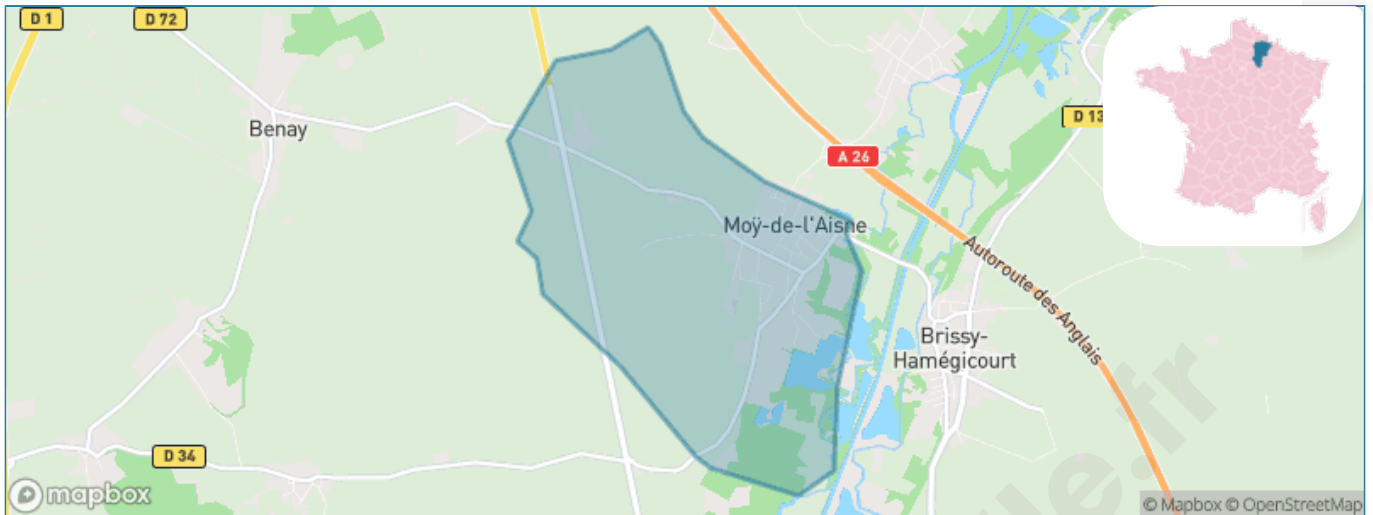 D 1
D 72
Benay
A 26
D 13
Moÿ-de-l'Aisne
Autoroute des Anglais
Brissy-
Hamégicourt
D 34
mapbox
© Mapbox © OpenStreetMap